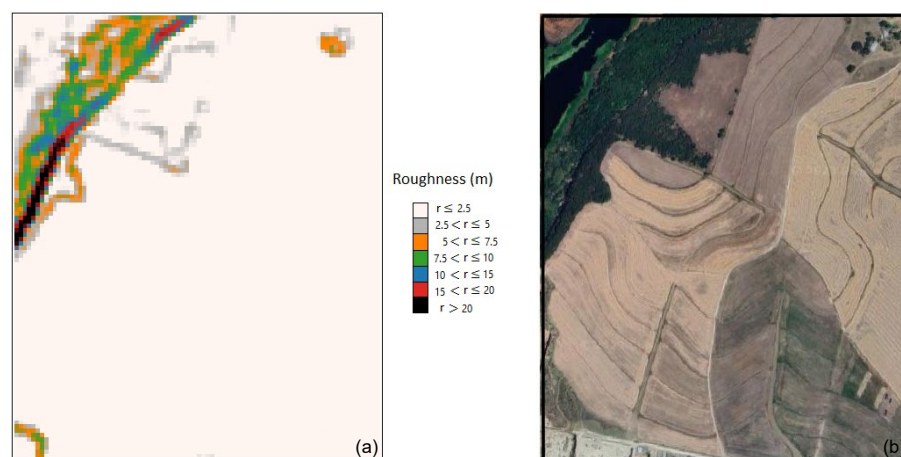 Roughness (m)
r ≤ 2.5
2.5 < r ≤ 5
5 < r ≤ 7.5
7.5 < r ≤ 10
10 < r ≤ 15
15 < r ≤ 20
r > 20
(a)
(b)